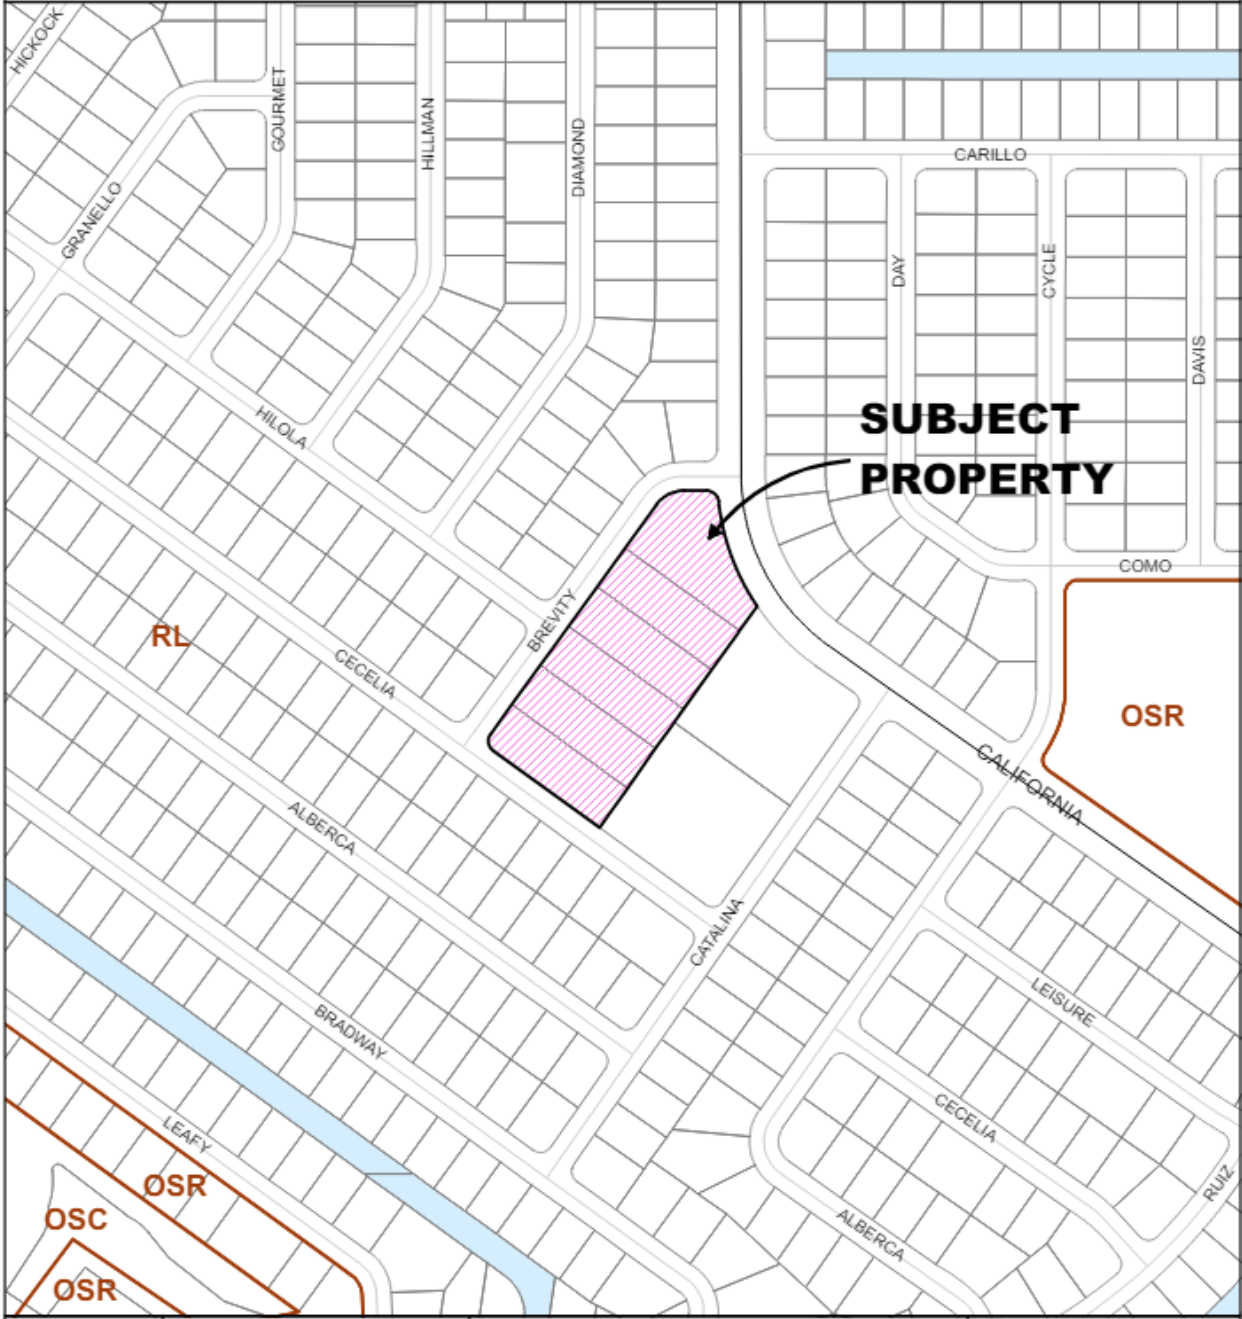 HICKOCK
GOURMET
HILLMAN
DIAMOND
CARILLO
GRANELLO
DAY
CYCLE
DAVIS
HILOLA
SUBJECT
PROPERTY
COMO
BREVITY
RL
CECELIA
OSR
CALIFORNIA
ALBERCA
CATALINA
LEISURE
BRADWAY
CECELIA
LEAFY
OSR
RUIZ
OSC
ALBERCA
OSR